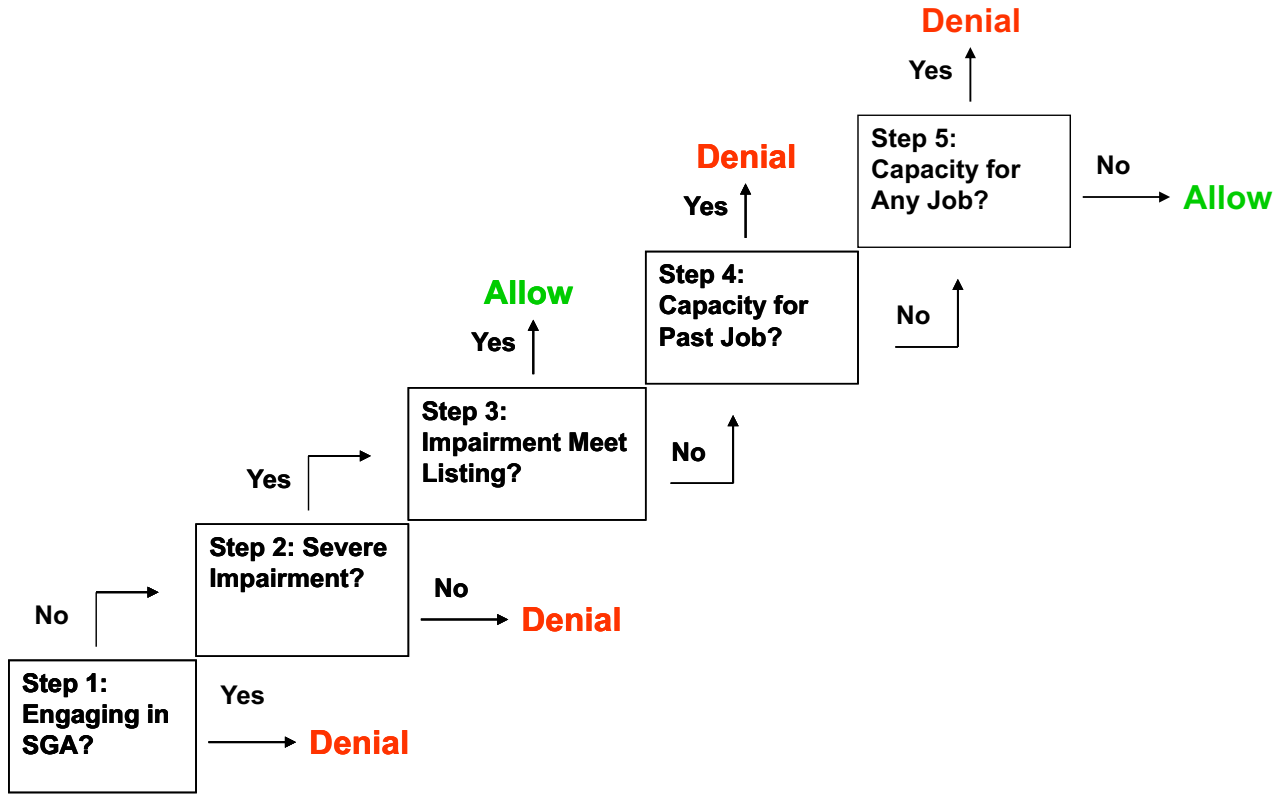 Denial
Yes
Step 5:
Capacity for
Any Job?
No
Allow
Denial
Yes
Step 4:
Capacity for
Past Job?
No
Allow
Yes
Step 3:
Impairment Meet
Listing?
No
Yes
Step 2: Severe
Impairment?
No
Denial
No
Step 1:
Engaging in
SGA?
Yes
Denial